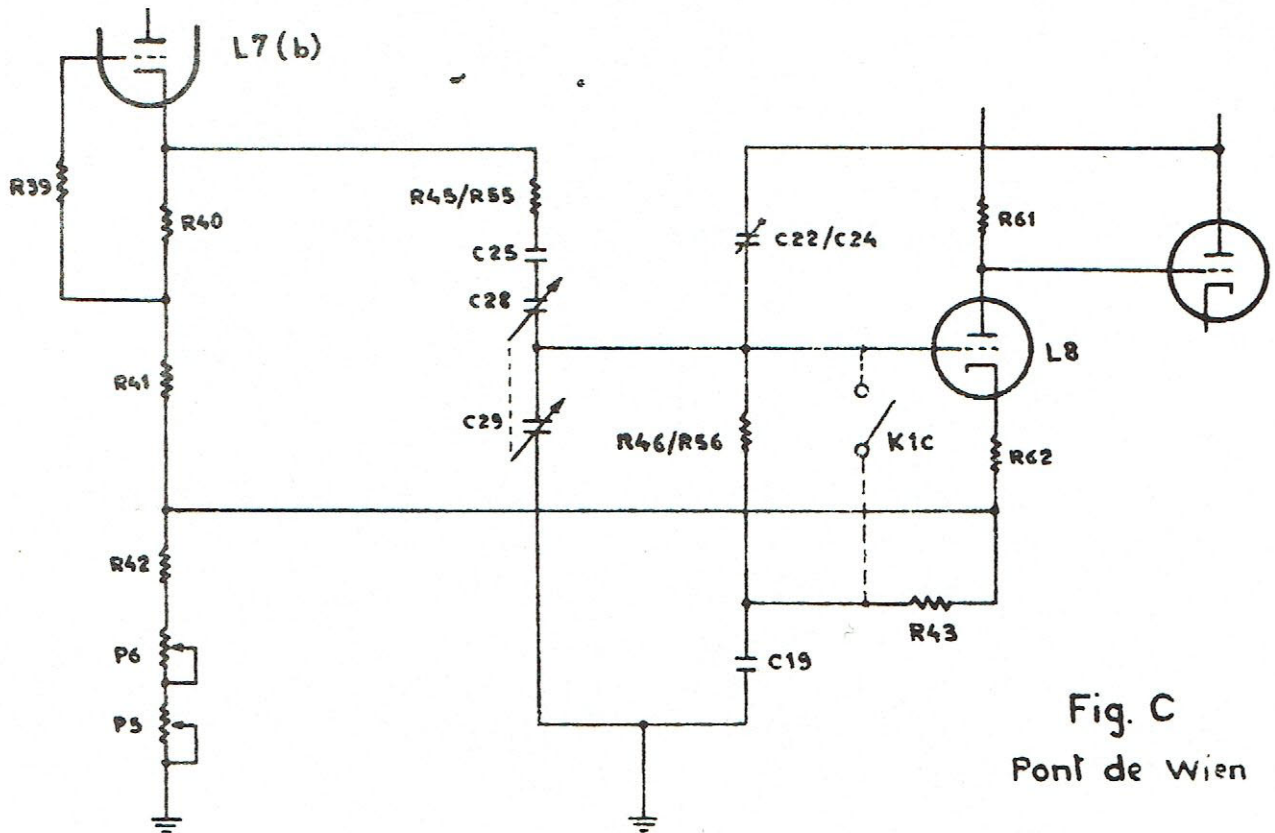 L7 (b)
R39
R40
R45/R55
C25
C28
C22/C24
R61
R41
C29
R46/R56
K1c
L8
R62
R42
R43
P6
C19
P5
Fig. C
Pont de Wien